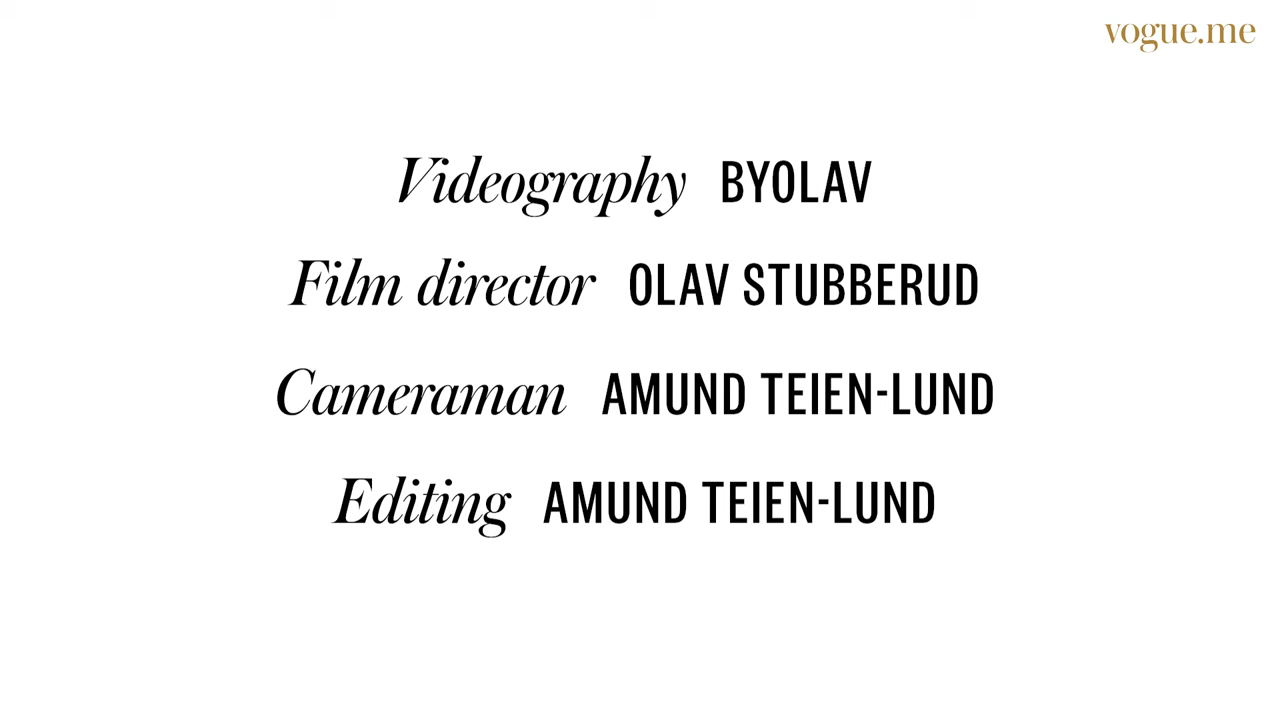 vogue.me
Videography BYOLAV
Film director OLAV STUBBERUD
Cameraman AMUND TEIEN-LUND
Editing AMUND TEIEN-LUND